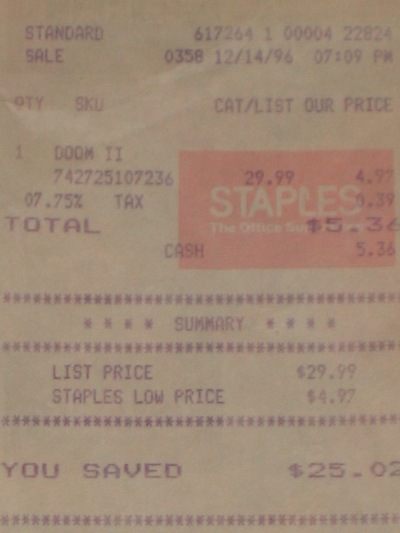 STANDARD 617264 1 00004 22824
SALE 0358 12/14/96 07:09 PM
QTY SKU CAT/LIST OUR PRICE
1 DOOM II
742725107236 29.99 4.97
07.75% TAX 0.39
STAPLES
The Office Su
TOTAL $5.36
CASH 5.36
*******************************************
* * * * SUMMARY * * * *
*******************************************
LIST PRICE $29.99
STAPLES LOW PRICE $4.97
*******************************************
YOU SAVED $25.02
*******************************************